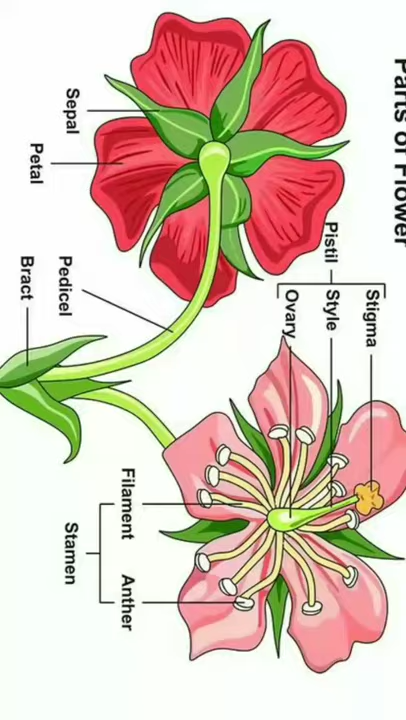 Parts of Flower
Stigma
Style
Pistil
Ovary
Sepal
Petal
Pedicel
Bract
Filament
Anther
Stamen